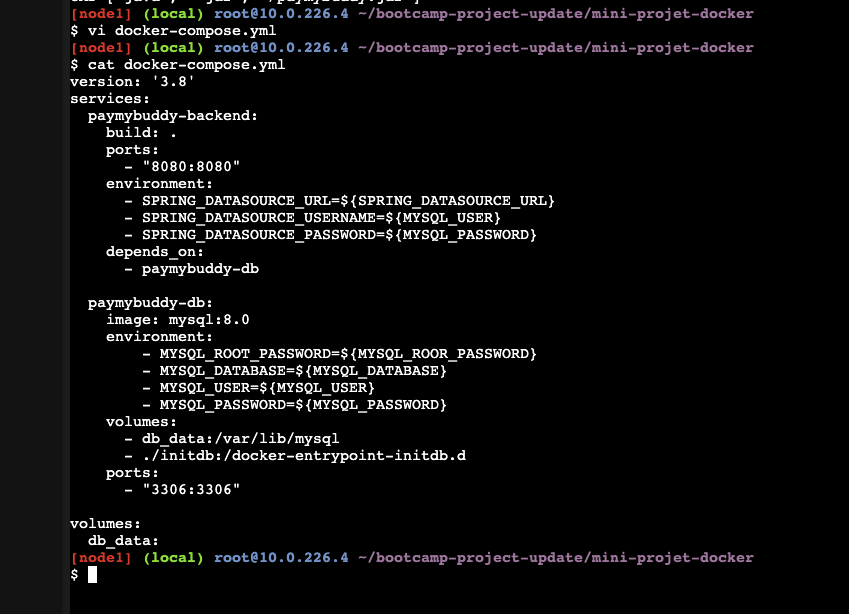 [node1] (local) root@10.0.226.4 ~/bootcamp-project-update/mini-projet-docker
$ vi docker-compose.yml
[node1] (local) root@10.0.226.4 ~/bootcamp-project-update/mini-projet-docker
$ cat docker-compose.yml
version: '3.8'
services:
  paymybuddy-backend:
    build: .
    ports:
      - "8080:8080"
    environment:
      - SPRING_DATASOURCE_URL=${SPRING_DATASOURCE_URL}
      - SPRING_DATASOURCE_USERNAME=${MYSQL_USER}
      - SPRING_DATASOURCE_PASSWORD=${MYSQL_PASSWORD}
    depends_on:
      - paymybuddy-db

  paymybuddy-db:
    image: mysql:8.0
    environment:
        - MYSQL_ROOT_PASSWORD=${MYSQL_ROOR_PASSWORD}
        - MYSQL_DATABASE=${MYSQL_DATABASE}
        - MYSQL_USER=${MYSQL_USER}
        - MYSQL_PASSWORD=${MYSQL_PASSWORD}
    volumes:
      - db_data:/var/lib/mysql
      - ./initdb:/docker-entrypoint-initdb.d
    ports:
      - "3306:3306"

volumes:
  db_data:
[node1] (local) root@10.0.226.4 ~/bootcamp-project-update/mini-projet-docker
$